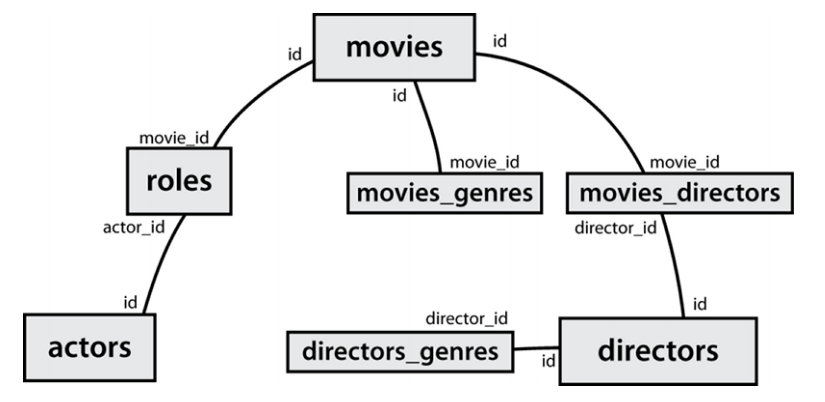 movies
id
id
id
movie_id
roles
movie_id
movies_genres
movie_id
movies_directors
actor_id
director_id
id
actors
director_id
directors_genres
id
id
directors